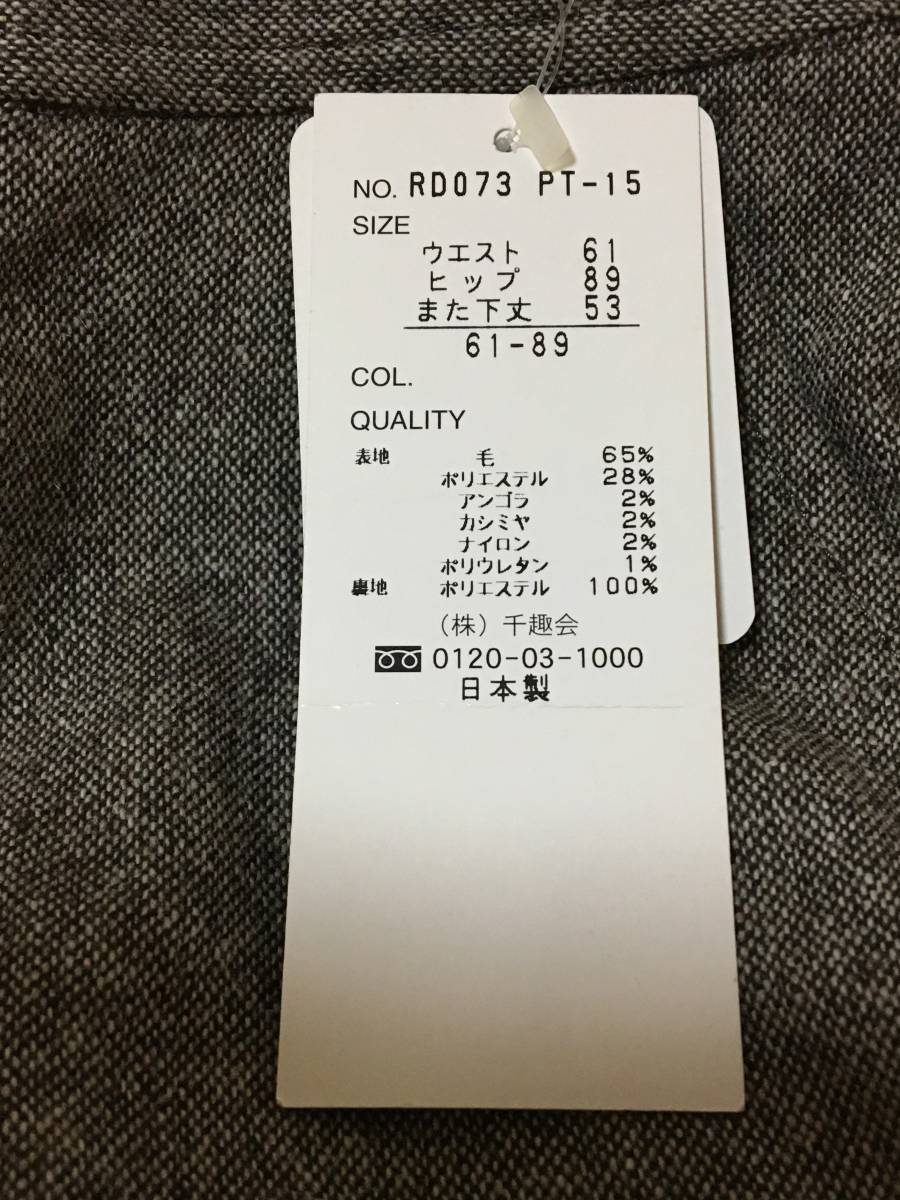 NO. RD073 PT-15
SIZE
ウエスト 61
ヒップ 89
また下丈 53
61-89
COL.
QUALITY
表地 毛 65%
ポリエステル 28%
アンゴラ 2%
カシミヤ 2%
ナイロン 2%
ポリウレタン 1%
裏地 ポリエステル 100%
(株)千趣会
0120-03-1000
日本製